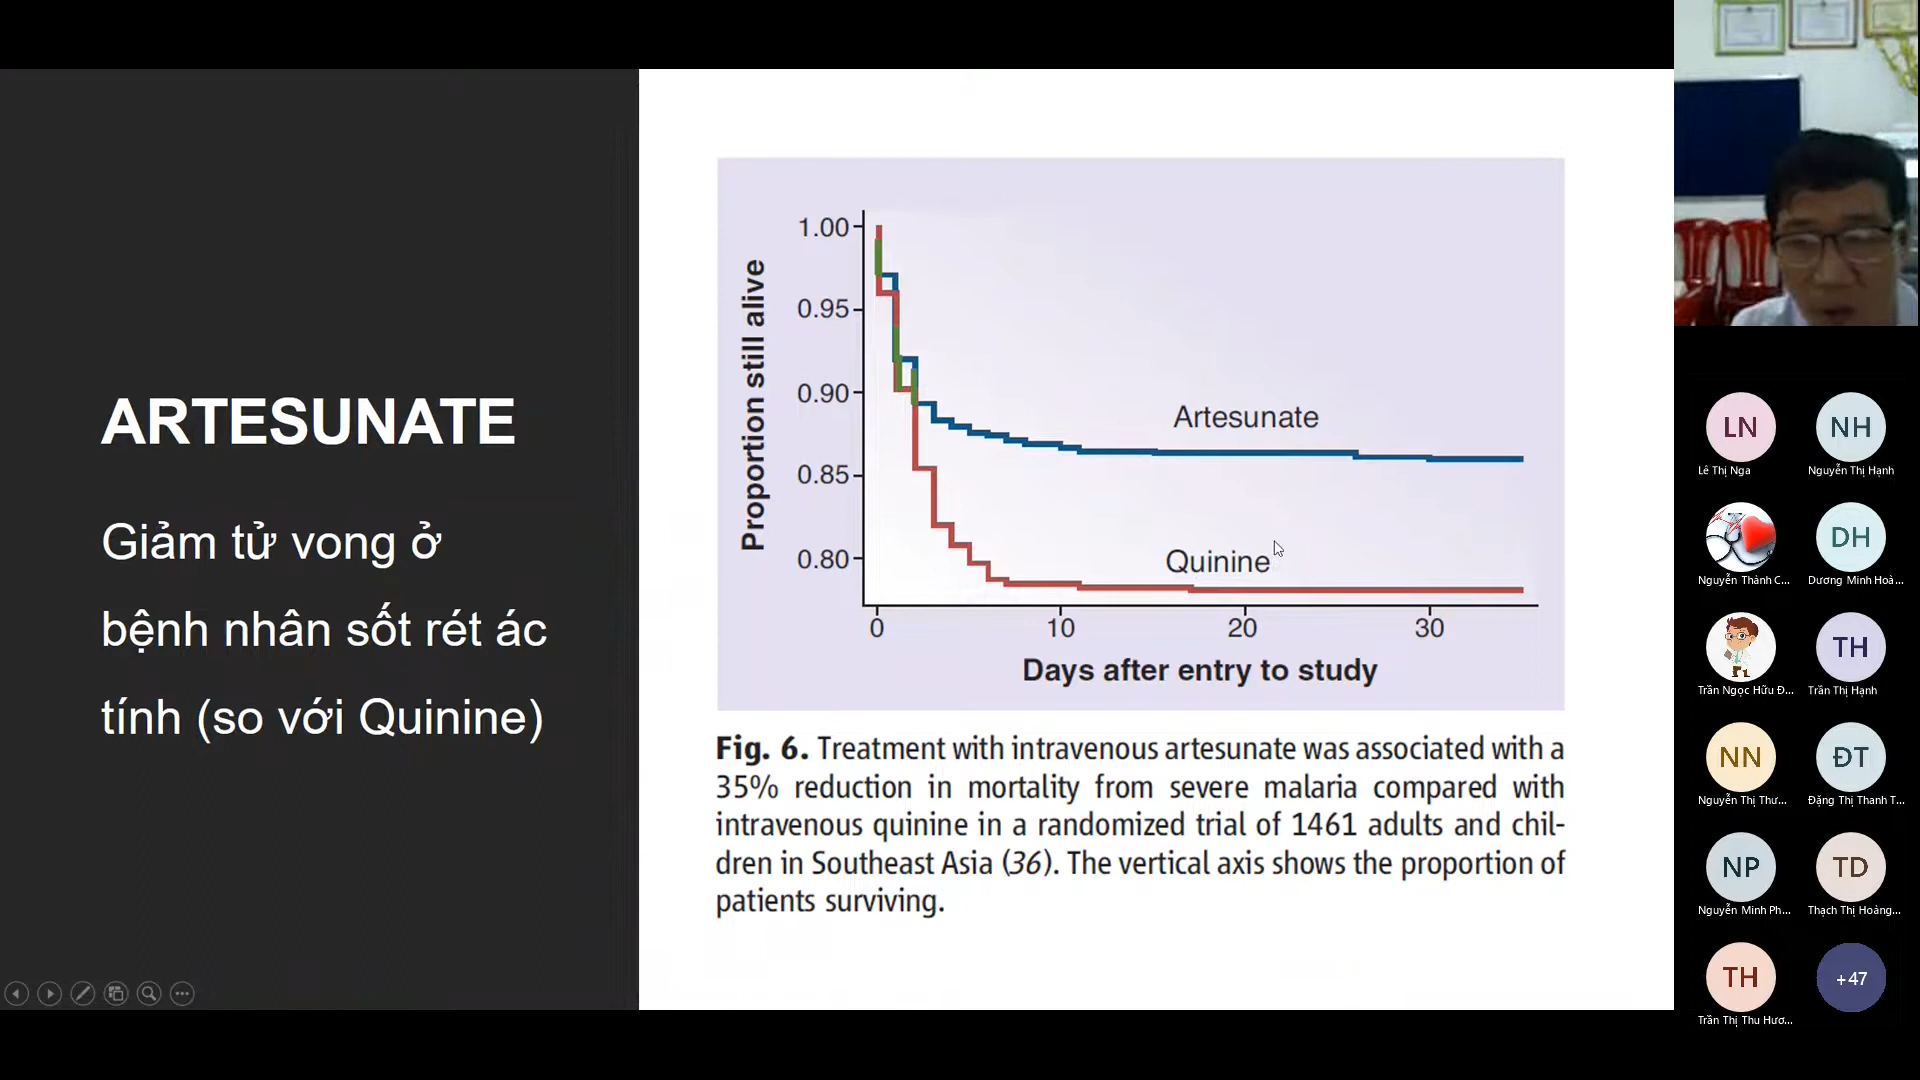 ARTESUNATE
Giảm tử vong ở
bệnh nhân sốt rét ác
tính (so với Quinine)
Proportion still alive
1.00
0.95
0.90
0.85
0.80
Artesunate
Quinine
0 10 20 30
Days after entry to study
Fig. 6. Treatment with intravenous artesunate was associated with a
35% reduction in mortality from severe malaria compared with
intravenous quinine in a randomized trial of 1461 adults and chil-
dren in Southeast Asia (36). The vertical axis shows the proportion of
patients surviving.
LN NH
Lê Thị Nga Nguyễn Thị Hạnh
DH
Nguyễn Thành C... Dương Minh Hoà...
TH
Trần Ngọc Hữu Đ... Trần Thị Hạnh
NN ĐT
Nguyễn Thị Thư... Đặng Thị Thanh T...
NP TD
Nguyễn Minh Ph... Thạch Thị Hoàng...
TH +47
Trần Thị Thu Hươ...